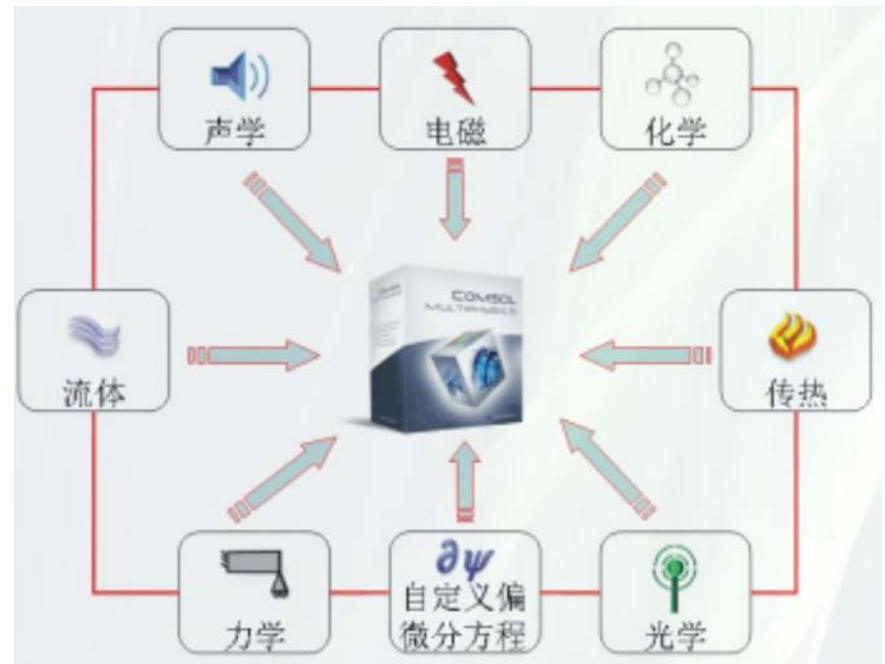 声学
电磁
化学
COMSOL
MULTIPHYSICS
流体
传热
∂ψ
自定义偏
微分方程
力学
光学